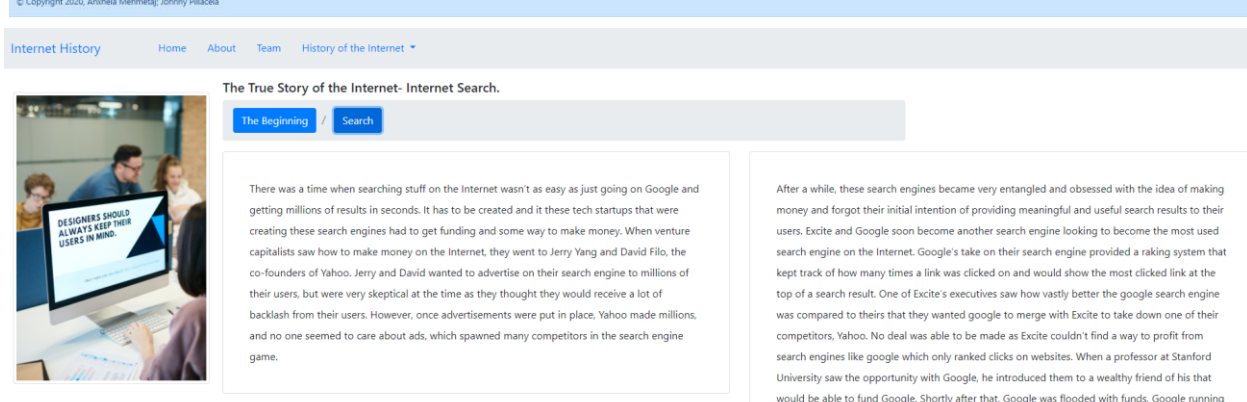 © Copyright 2020, Arixhela Mehmetaj; Johnny Pillacela
Internet History
Home
About
Team
History of the Internet
The True Story of the Internet- Internet Search.
The Beginning / Search
DESIGNERS SHOULD
ALWAYS KEEP THEIR
USERS IN MIND.
There was a time when searching stuff on the Internet wasn't as easy as just going on Google and
getting millions of results in seconds. It has to be created and it these tech startups that were
creating these search engines had to get funding and some way to make money. When venture
capitalists saw how to make money on the Internet, they went to Jerry Yang and David Filo, the
co-founders of Yahoo. Jerry and David wanted to advertise on their search engine to millions of
their users, but were very skeptical at the time as they thought they would receive a lot of
backlash from their users. However, once advertisements were put in place, Yahoo made millions,
and no one seemed to care about ads, which spawned many competitors in the search engine
game.
After a while, these search engines became very entangled and obsessed with the idea of making
money and forgot their initial intention of providing meaningful and useful search results to their
users. Excite and Google soon become another search engine looking to become the most used
search engine on the Internet. Google's take on their search engine provided a raking system that
kept track of how many times a link was clicked on and would show the most clicked link at the
top of a search result. One of Excite's executives saw how vastly better the google search engine
was compared to theirs that they wanted google to merge with Excite to take down one of their
competitors, Yahoo. No deal was able to be made as Excite couldn't find a way to profit from
search engines like google which only ranked clicks on websites. When a professor at Stanford
University saw the opportunity with Google, he introduced them to a wealthy friend of his that
would be able to fund Google. Shortly after that, Google was flooded with funds. Google running